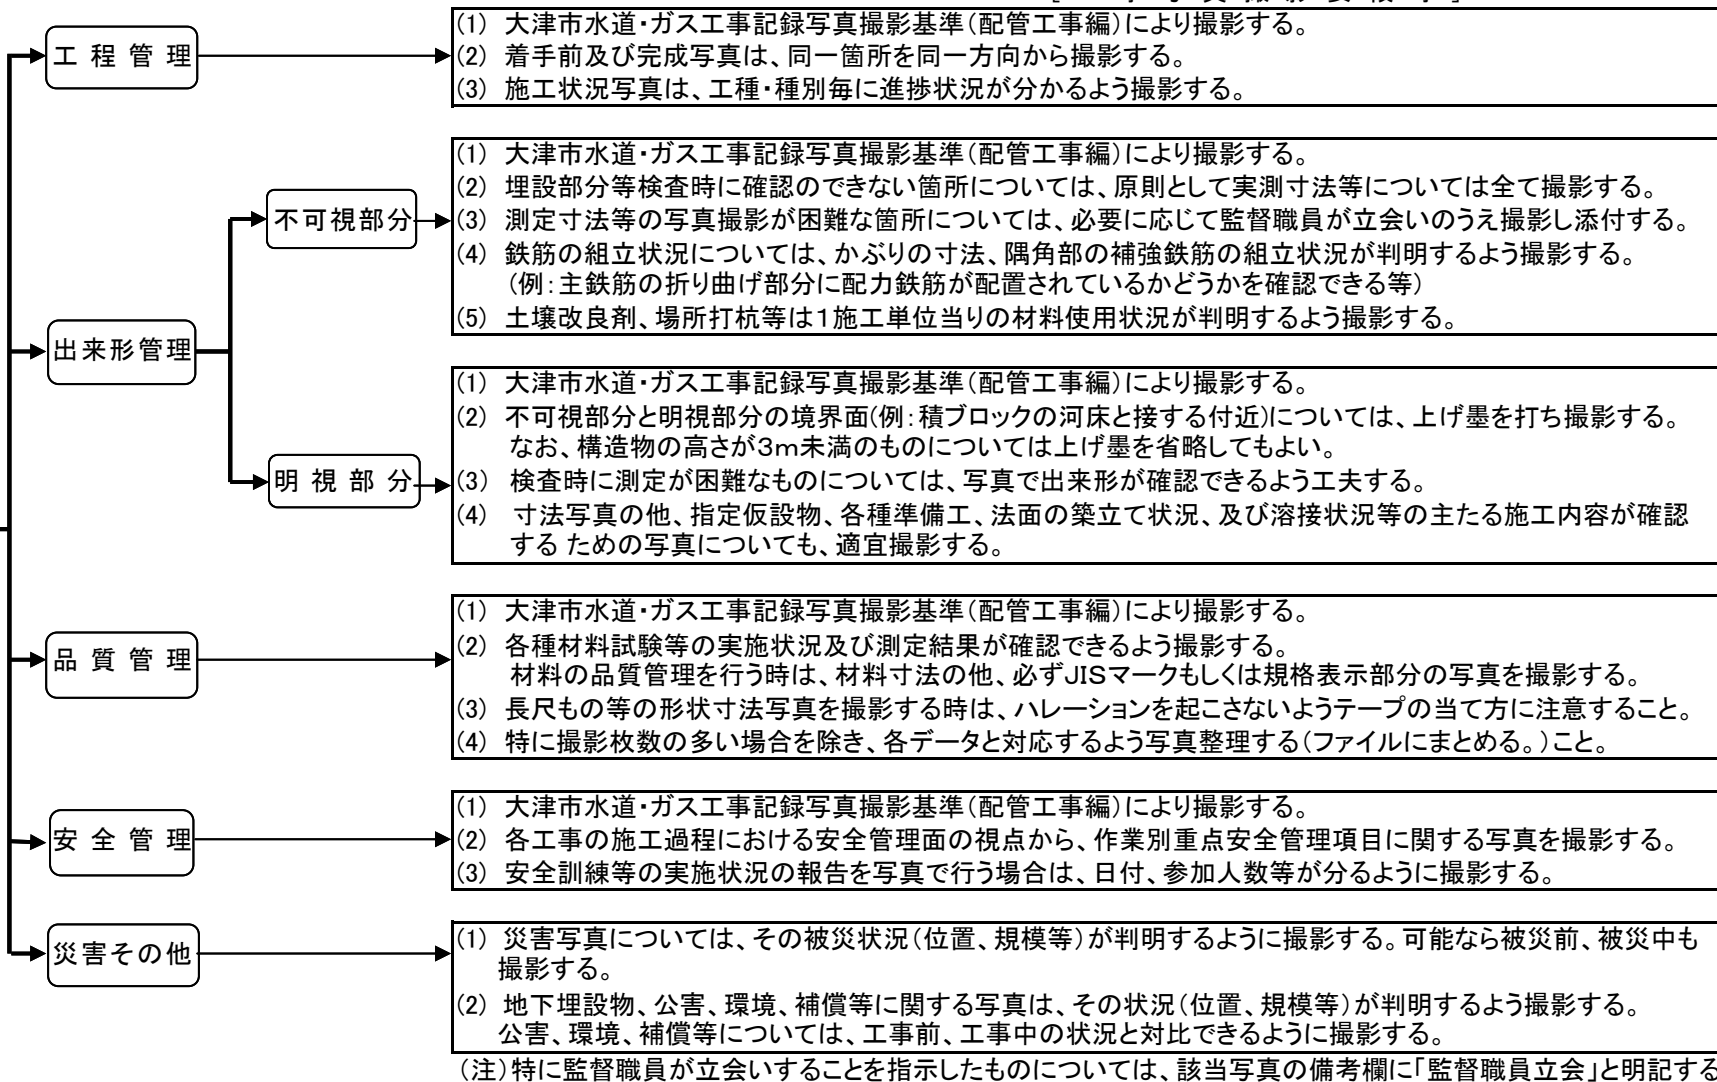 工程管理
(1) 大津市水道・ガス工事記録写真撮影基準(配管工事編)により撮影する。
(2) 着手前及び完成写真は、同一箇所を同一方向から撮影する。
(3) 施工状況写真は、工種・種別毎に進捗状況が分かるよう撮影する。
出来形管理
不可視部分
(1) 大津市水道・ガス工事記録写真撮影基準(配管工事編)により撮影する。
(2) 埋設部分等検査時に確認のできない箇所については、原則として実測寸法等については全て撮影する。
(3) 測定寸法等の写真撮影が困難な箇所については、必要に応じて監督職員が立会いのうえ撮影し添付する。
(4) 鉄筋の組立状況については、かぶりの寸法、隅角部の補強鉄筋の組立状況が判明するよう撮影する。
(例:主鉄筋の折り曲げ部分に配力鉄筋が配置されているかどうかを確認できる等)
(5) 土壌改良剤、場所打杭等は1施工単位当りの材料使用状況が判明するよう撮影する。
明視部分
(1) 大津市水道・ガス工事記録写真撮影基準(配管工事編)により撮影する。
(2) 不可視部分と明視部分の境界面(例:積ブロックの河床と接する付近)については、上げ墨を打ち撮影する。
なお、構造物の高さが3m未満のものについては上げ墨を省略してもよい。
(3) 検査時に測定が困難なものについては、写真で出来形が確認できるよう工夫する。
(4) 寸法写真の他、指定仮設物、各種準備工、法面の築立て状況、及び溶接状況等の主たる施工内容が確認
する ための写真についても、適宜撮影する。
品質管理
(1) 大津市水道・ガス工事記録写真撮影基準(配管工事編)により撮影する。
(2) 各種材料試験等の実施状況及び測定結果が確認できるよう撮影する。
材料の品質管理を行う時は、材料寸法の他、必ずJISマークもしくは規格表示部分の写真を撮影する。
(3) 長尺もの等の形状寸法写真を撮影する時は、ハレーションを起こさないようテープの当て方に注意すること。
(4) 特に撮影枚数の多い場合を除き、各データと対応するよう写真整理する(ファイルにまとめる。)こと。
安全管理
(1) 大津市水道・ガス工事記録写真撮影基準(配管工事編)により撮影する。
(2) 各工事の施工過程における安全管理面の視点から、作業別重点安全管理項目に関する写真を撮影する。
(3) 安全訓練等の実施状況の報告を写真で行う場合は、日付、参加人数等が分るように撮影する。
災害その他
(1) 災害写真については、その被災状況(位置、規模等)が判明するように撮影する。可能なら被災前、被災中も
撮影する。
(2) 地下埋設物、公害、環境、補償等に関する写真は、その状況(位置、規模等)が判明するよう撮影する。
公害、環境、補償等については、工事前、工事中の状況と対比できるように撮影する。
(注)特に監督職員が立会いすることを指示したものについては、該当写真の備考欄に「監督職員立会」と明記する